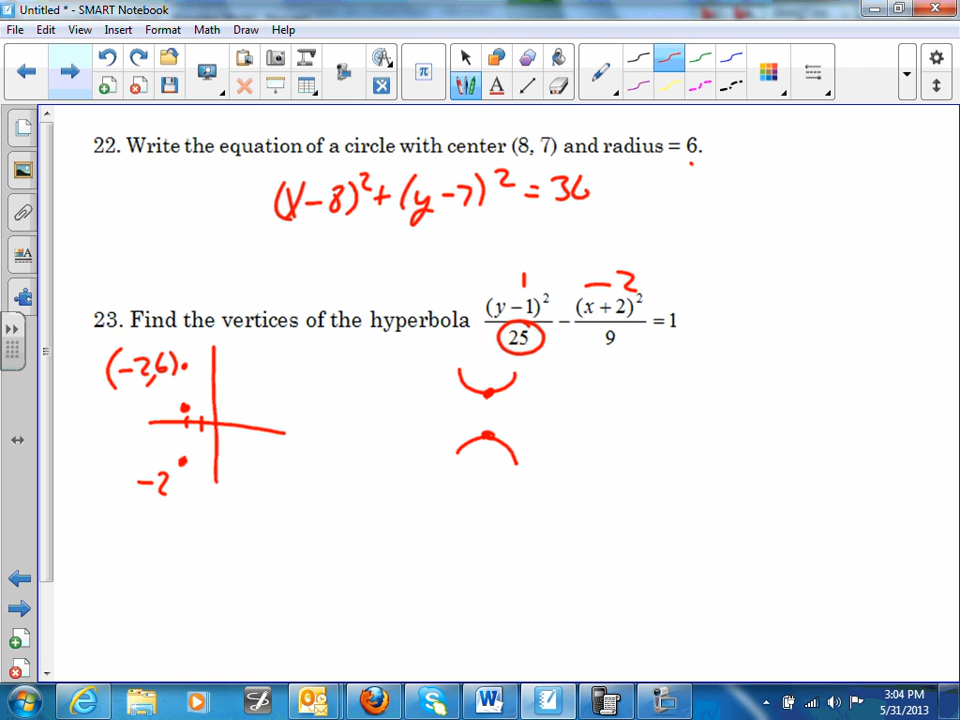 Untitled * - SMART Notebook
File Edit View Insert Format Math Draw Help
22. Write the equation of a circle with center (8, 7) and radius = 6.
(x-8)²+(y-7)² = 36
1 -2
23. Find the vertices of the hyperbola (y-1)²/25 - (x+2)²/9 = 1
(-2,6)
-2
3:04 PM
5/31/2013